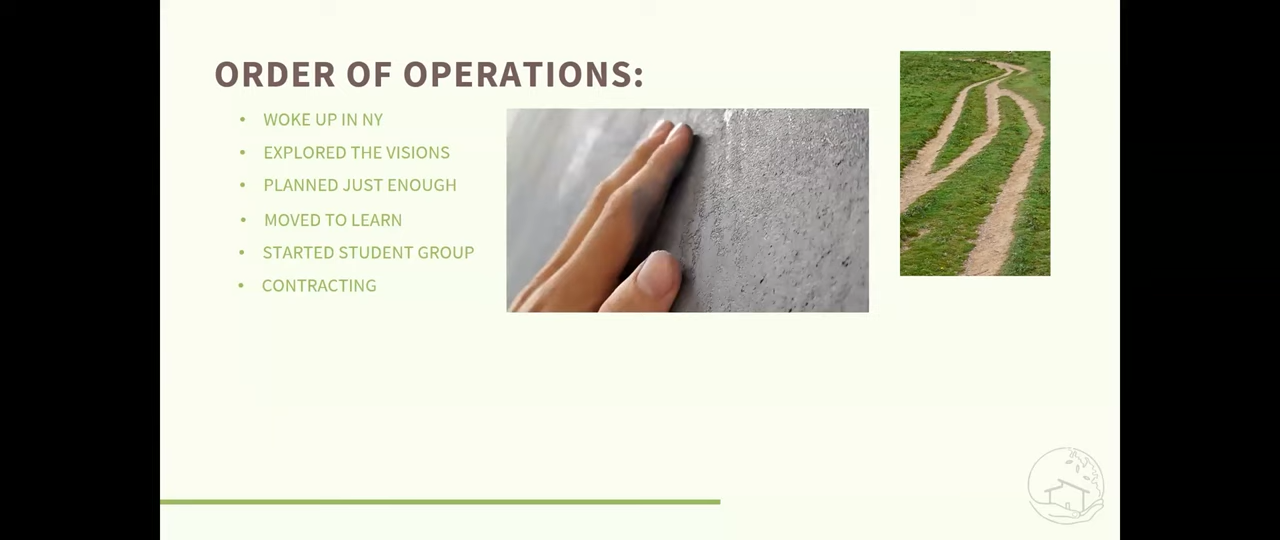 ORDER OF OPERATIONS:
• WOKE UP IN NY
• EXPLORED THE VISIONS
• PLANNED JUST ENOUGH
• MOVED TO LEARN
• STARTED STUDENT GROUP
• CONTRACTING